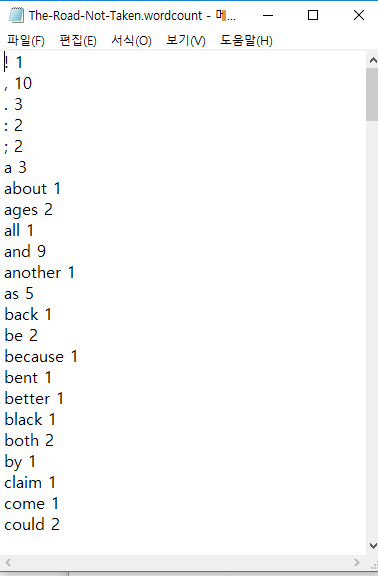 The-Road-Not-Taken.wordcount - 메...
파일(F) 편집(E) 서식(O) 보기(V) 도움말(H)
! 1
, 10
. 3
: 2
; 2
a 3
about 1
ages 2
all 1
and 9
another 1
as 5
back 1
be 2
because 1
bent 1
better 1
black 1
both 2
by 1
claim 1
come 1
could 2